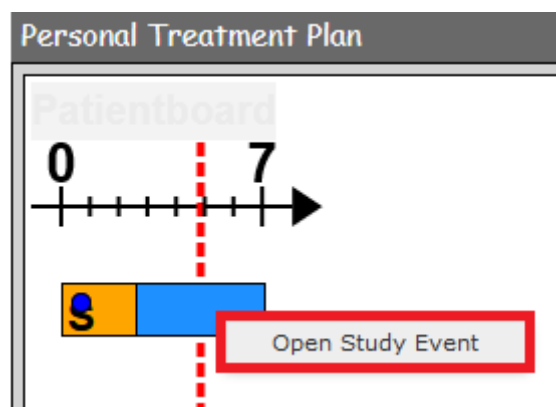 Personal Treatment Plan
Patientboard
0 7
S
Open Study Event